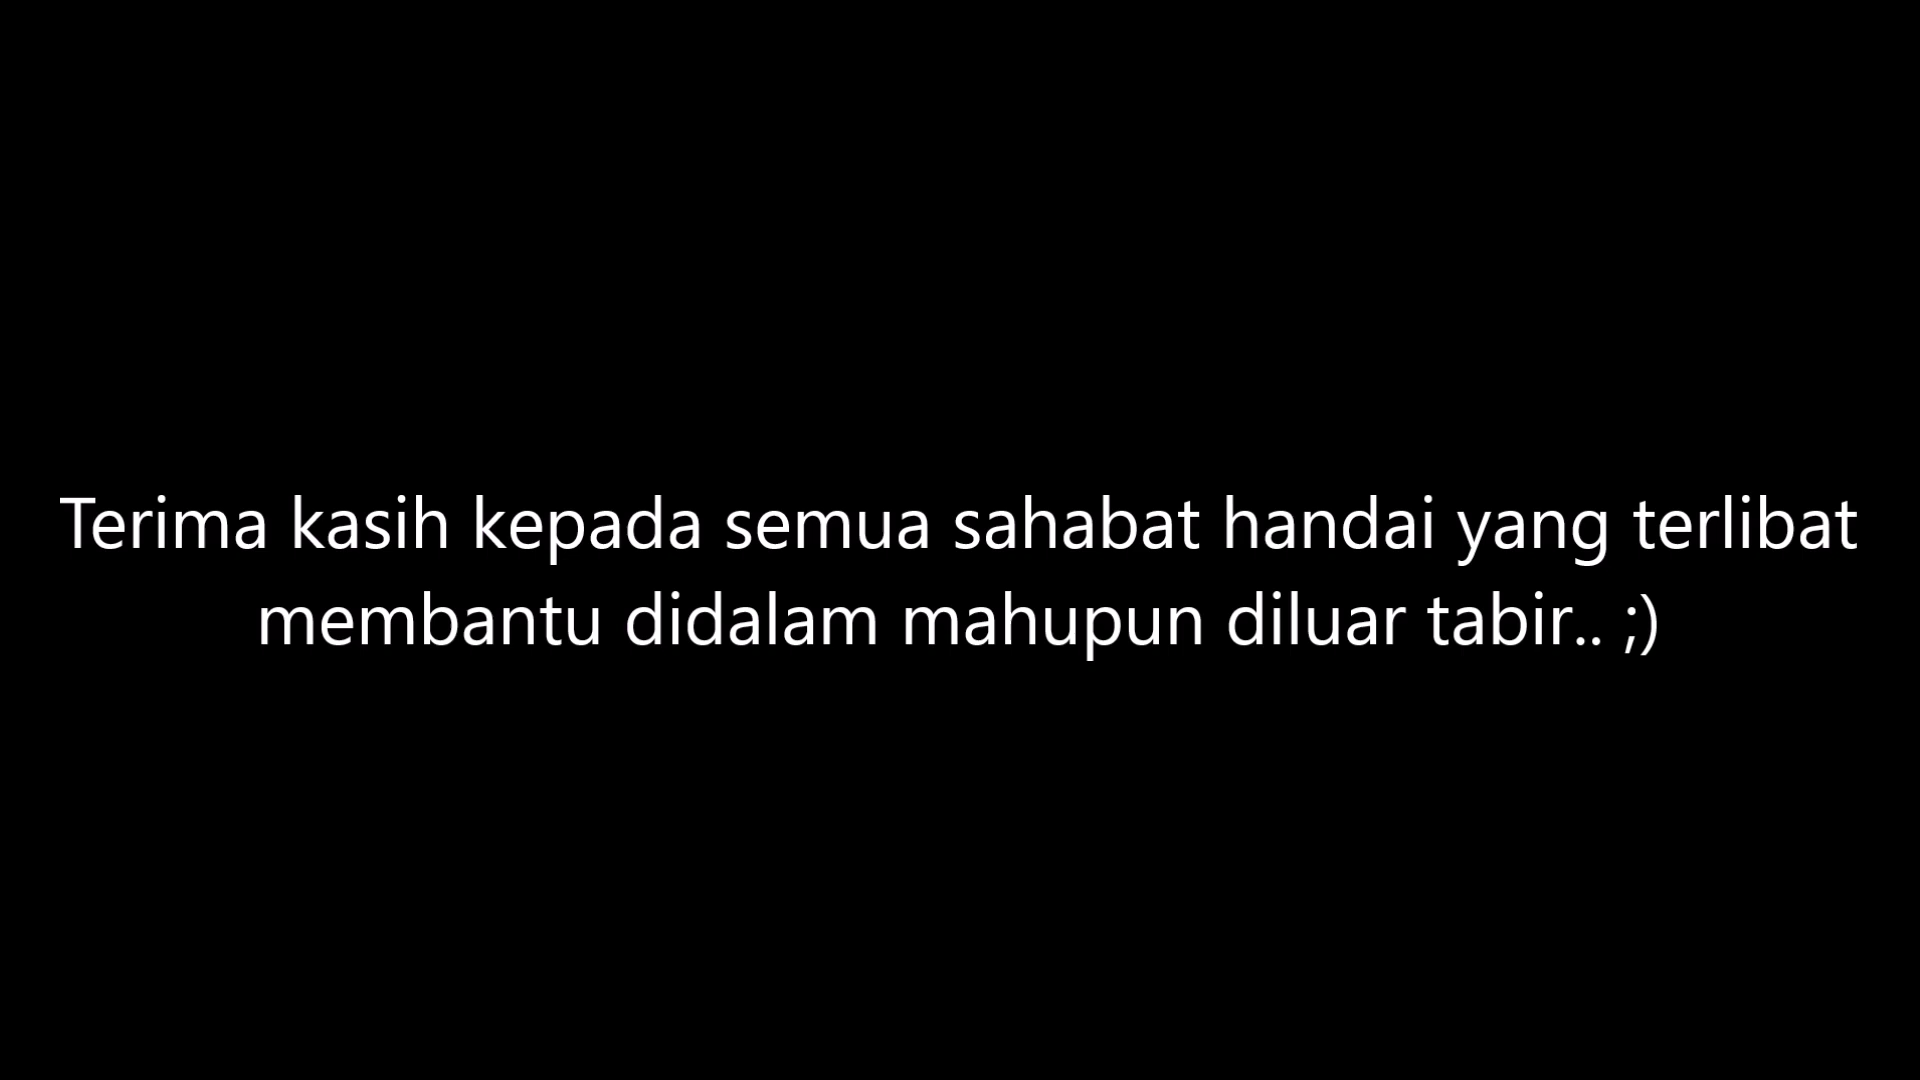 Terima kasih kepada semua sahabat handai yang terlibat
membantu didalam mahupun diluar tabir.. ;)